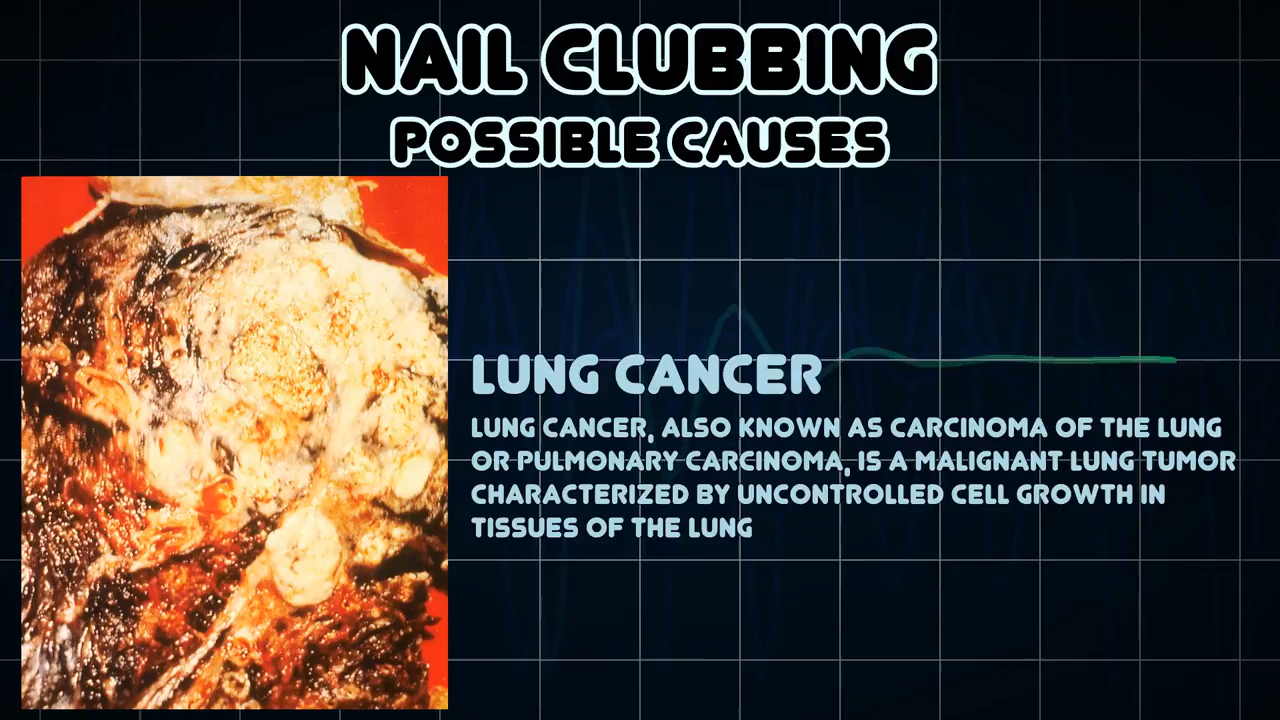 NAIL CLUBBING
POSSIBLE CAUSES
LUNG CANCER
LUNG CANCER, ALSO KNOWN AS CARCINOMA OF THE LUNG
OR PULMONARY CARCINOMA, IS A MALIGNANT LUNG TUMOR
CHARACTERIZED BY UNCONTROLLED CELL GROWTH IN
TISSUES OF THE LUNG